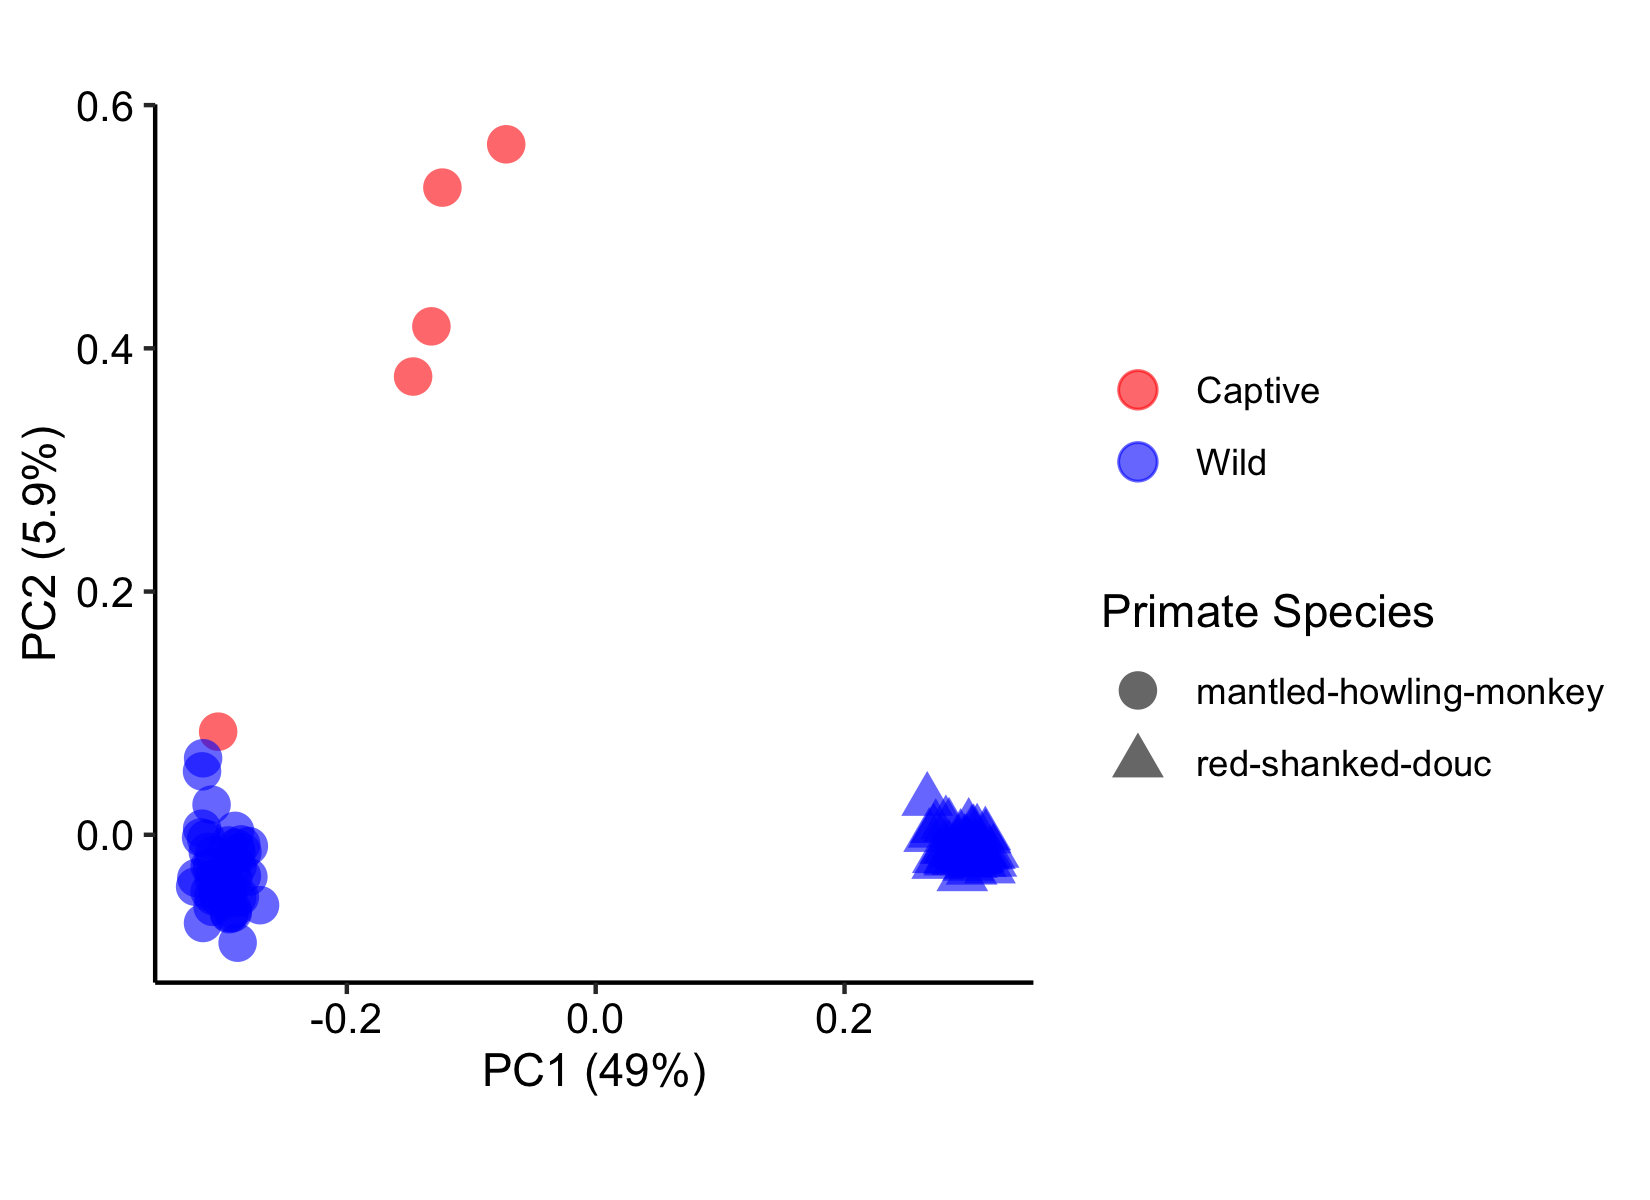 0.6
0.4
0.2
0.0
PC2 (5.9%)
-0.2 0.0 0.2
PC1 (49%)
Captive
Wild
Primate Species
mantled-howling-monkey
red-shanked-douc